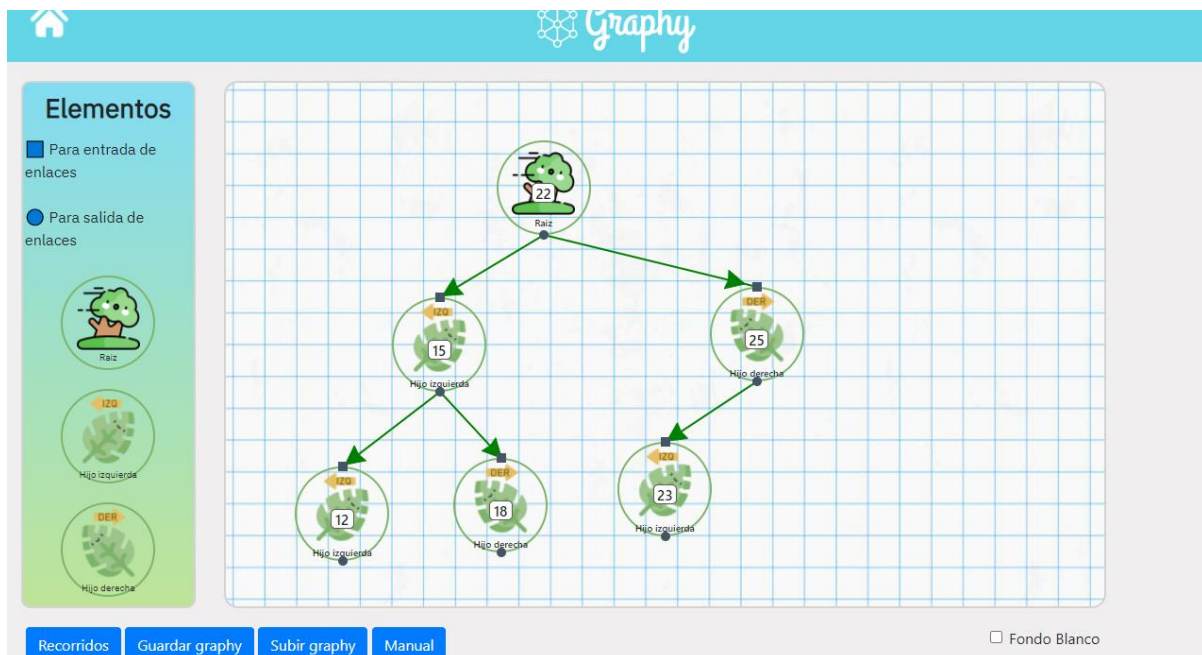 Graphy
Elementos
Para entrada de
enlaces
Para salida de
enlaces
Raiz
IZQ
Hijo izquierda
DER
Hijo derecha
22
Raiz
IZQ
15
Hijo izquierda
DER
25
Hijo derecha
IZQ
12
Hijo izquierda
DER
18
Hijo derecha
IZQ
23
Hijo izquierda
Recorridos
Guardar graphy
Subir graphy
Manual
Fondo Blanco